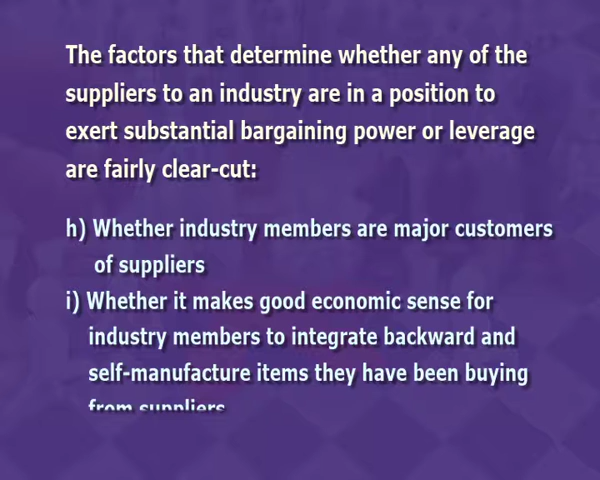 The factors that determine whether any of the
suppliers to an industry are in a position to
exert substantial bargaining power or leverage
are fairly clear-cut:
h) Whether industry members are major customers
of suppliers
i) Whether it makes good economic sense for
industry members to integrate backward and
self-manufacture items they have been buying
from suppliers